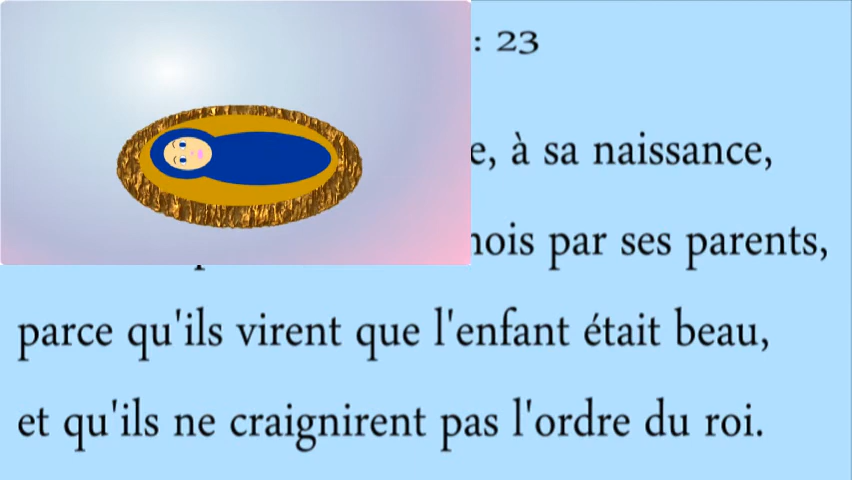 : 23
à sa naissance,
par ses parents,
parce qu'ils virent que l'enfant était beau,
et qu'ils ne craignirent pas l'ordre du roi.